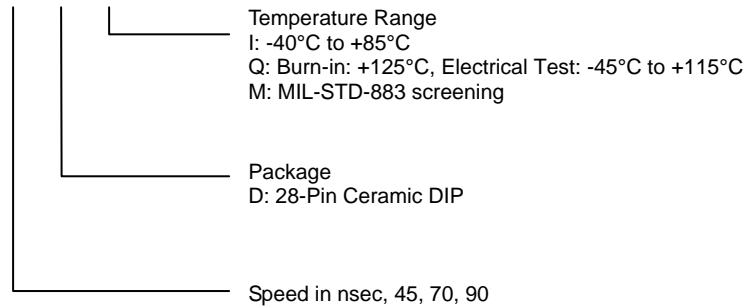 Temperature Range
I: -40°C to +85°C
Q: Burn-in: +125°C, Electrical Test: -45°C to +115°C
M: MIL-STD-883 screening
Package
D: 28-Pin Ceramic DIP
Speed in nsec, 45, 70, 90